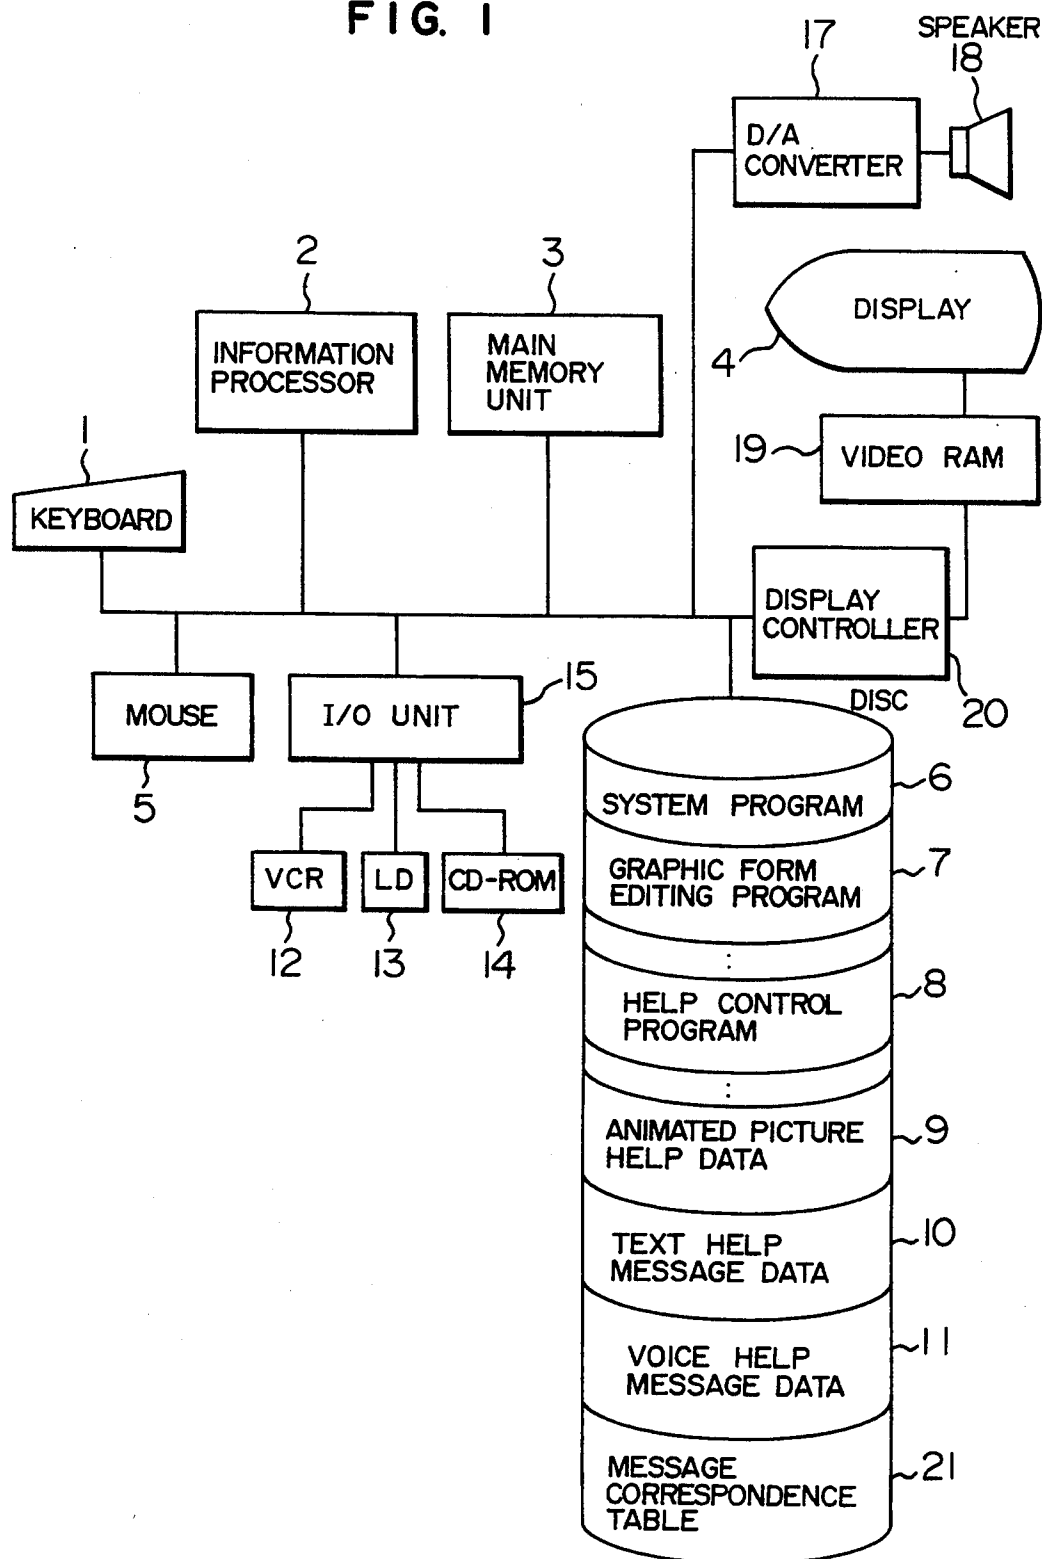 FIG. 1
17
SPEAKER
18
D/A
CONVERTER
2
3
INFORMATION
PROCESSOR
MAIN
MEMORY
UNIT
DISPLAY
4
1
KEYBOARD
19
VIDEO RAM
DISPLAY
CONTROLLER
20
MOUSE
5
I/O UNIT
15
DISC
VCR
LD
CD-ROM
12
13
14
SYSTEM PROGRAM
6
GRAPHIC FORM
EDITING PROGRAM
7
⋮
HELP CONTROL
PROGRAM
8
⋮
ANIMATED PICTURE
HELP DATA
9
TEXT HELP
MESSAGE DATA
10
VOICE HELP
MESSAGE DATA
11
MESSAGE
CORRESPONDENCE
TABLE
21